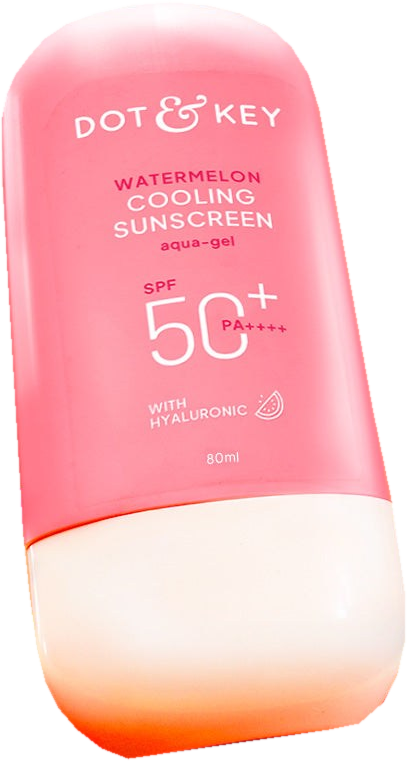 DOT & KEY
WATERMELON
COOLING
SUNSCREEN
aqua-gel
SPF
50+
PA++++
WITH
HYALURONIC
80ml